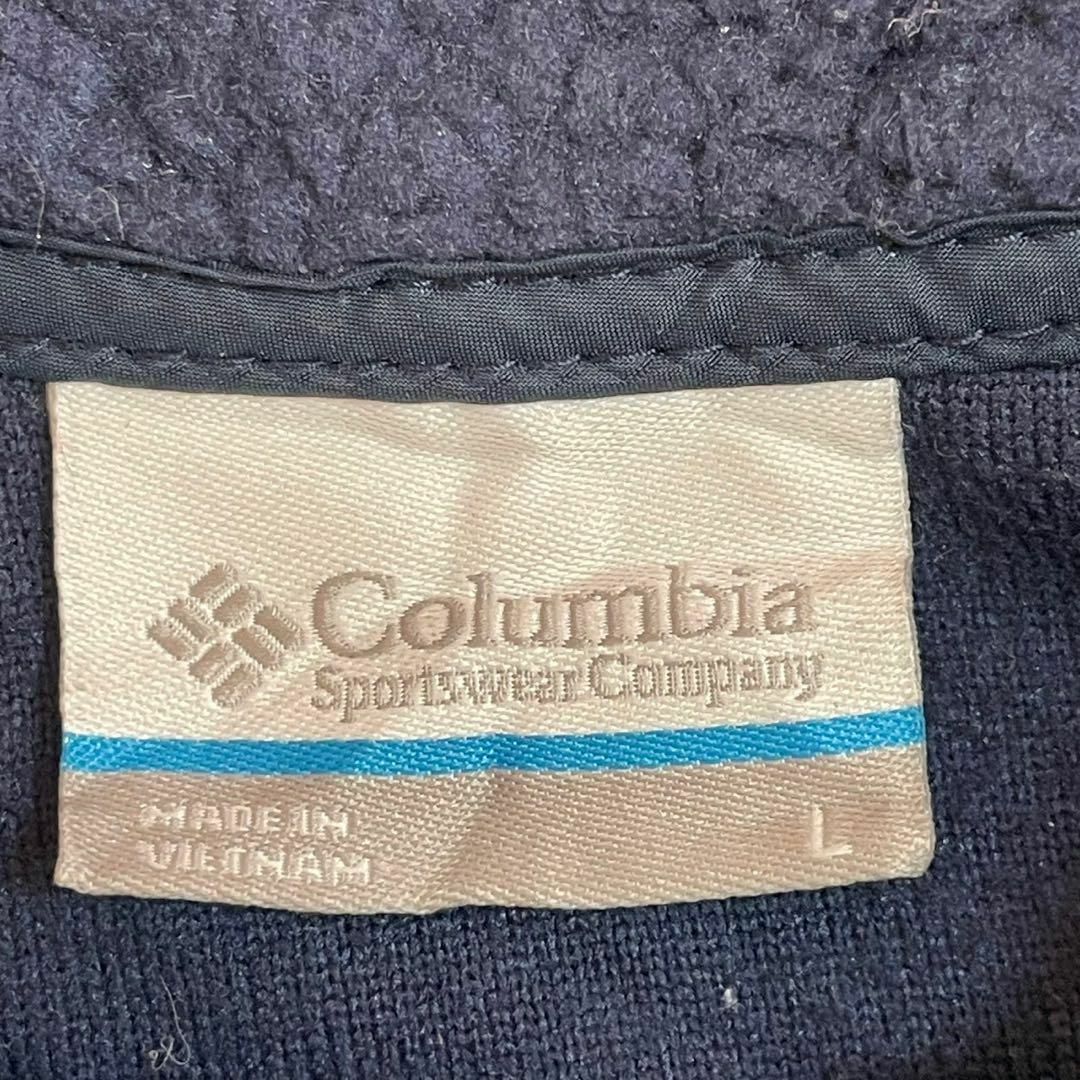 Columbia
Sportswear Company
MADE IN
VIETNAM
L